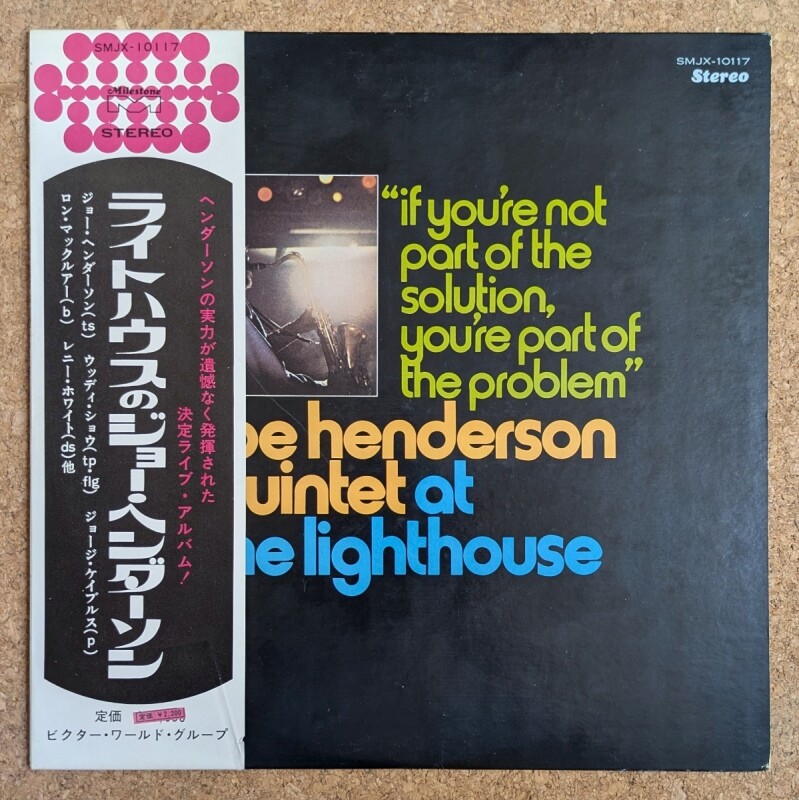 SMJX-10117
Milestone
M
STEREO
ヘンダーソンの実力が遺憾なく発揮された
決定ライブ・アルバム!
ライトハウスのジョー・ヘンダーソン
ジョー・ヘンダーソン(ts) ウッディ・ショウ(tp・flg) ジョージ・ケイブルス(p)
ロン・マックルアー(b) レニー・ホワイト(ds)他
定価
定価 ¥2,200
ビクター・ワールド・グループ
SMJX-10117
Stereo
“if you’re not
part of the
solution,
you’re part of
the problem”
oe henderson
uintet at
he lighthouse